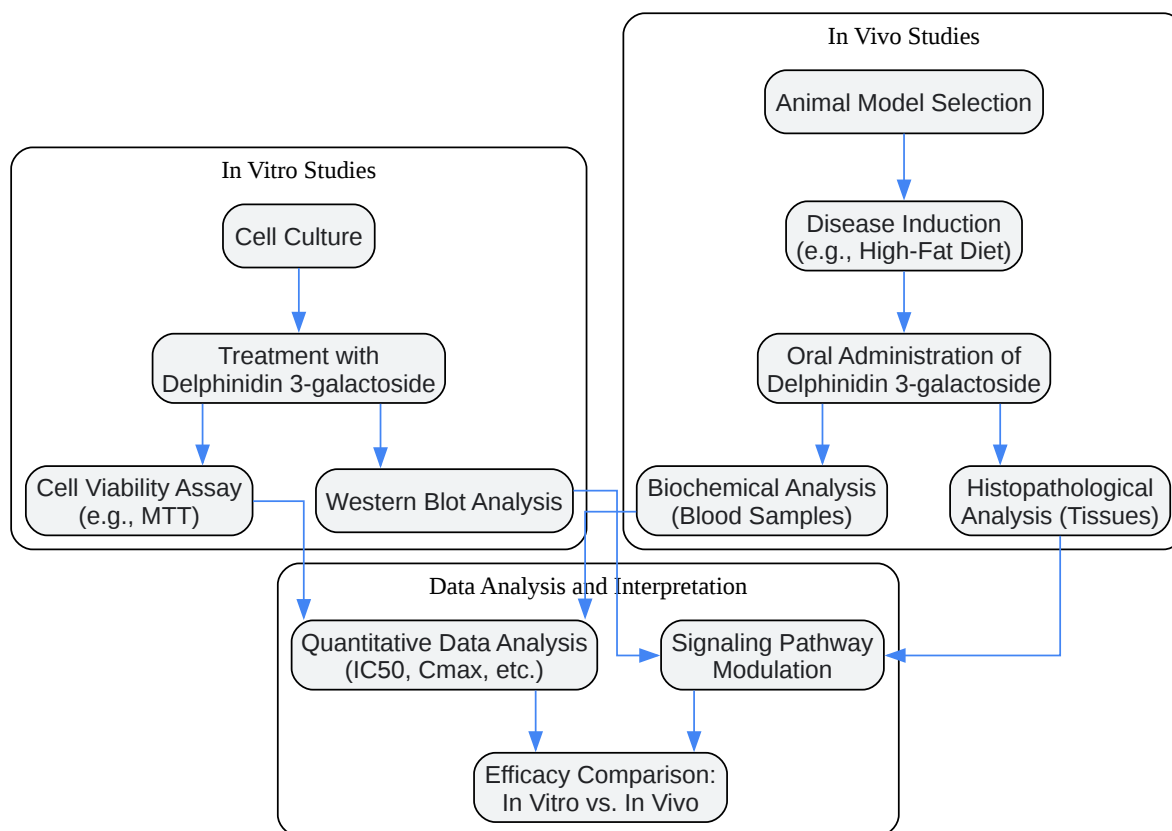 In Vitro Studies
Cell Culture
Treatment with
Delphinidin 3-galactoside
Cell Viability Assay
(e.g., MTT)
Western Blot Analysis
In Vivo Studies
Animal Model Selection
Disease Induction
(e.g., High-Fat Diet)
Oral Administration of
Delphinidin 3-galactoside
Biochemical Analysis
(Blood Samples)
Histopathological
Analysis (Tissues)
Data Analysis and Interpretation
Quantitative Data Analysis
(IC50, Cmax, etc.)
Signaling Pathway
Modulation
Efficacy Comparison:
In Vitro vs. In Vivo